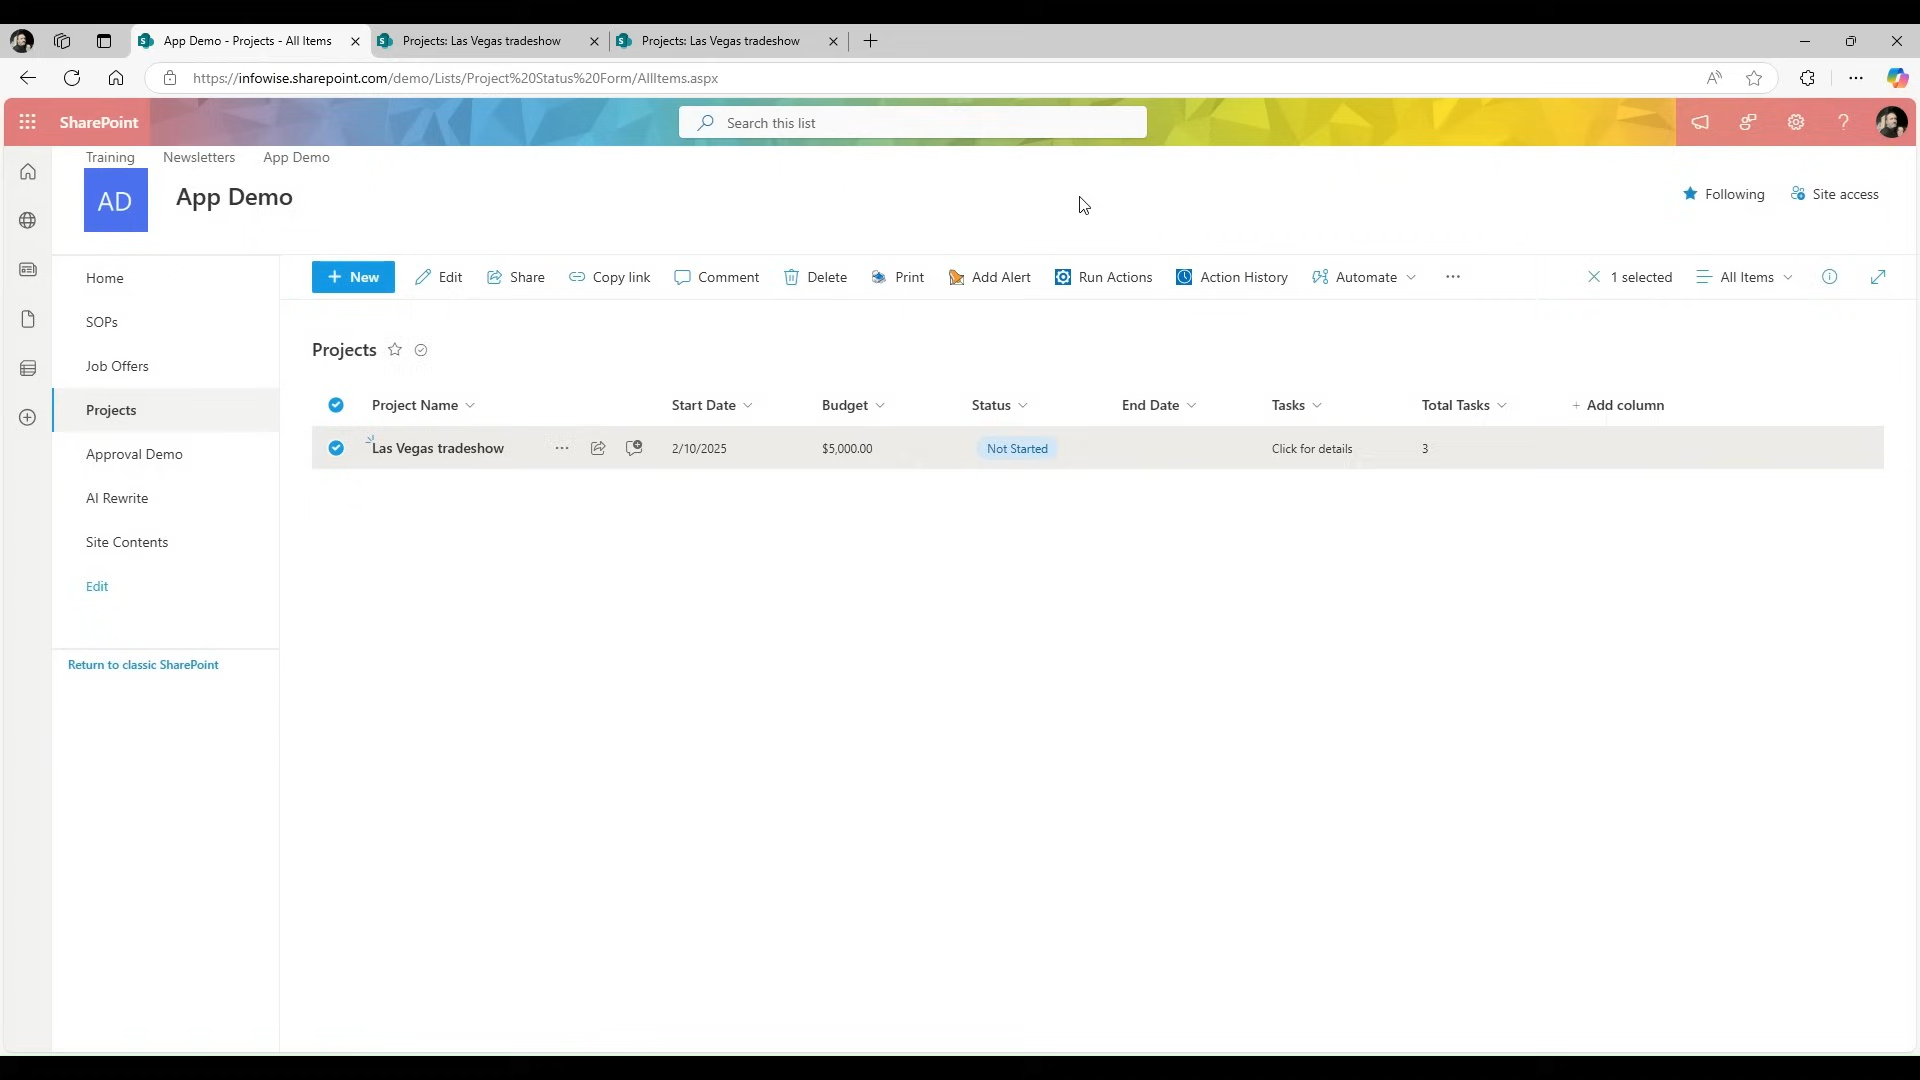 App Demo - Projects - All Items
Projects: Las Vegas tradeshow
Projects: Las Vegas tradeshow
https://infowise.sharepoint.com/demo/Lists/Project%20Status%20Form/AllItems.aspx
SharePoint
Search this list
Training Newsletters App Demo
AD
App Demo
Following
Site access
Home
SOPs
Job Offers
Projects
Approval Demo
AI Rewrite
Site Contents
Edit
Return to classic SharePoint
+ New Edit Share Copy link Comment Delete Print Add Alert Run Actions Action History Automate ... 1 selected All Items
Projects
Project Name Start Date Budget Status End Date Tasks Total Tasks + Add column
Las Vegas tradeshow ... 2/10/2025 $5,000.00 Not Started Click for details 3